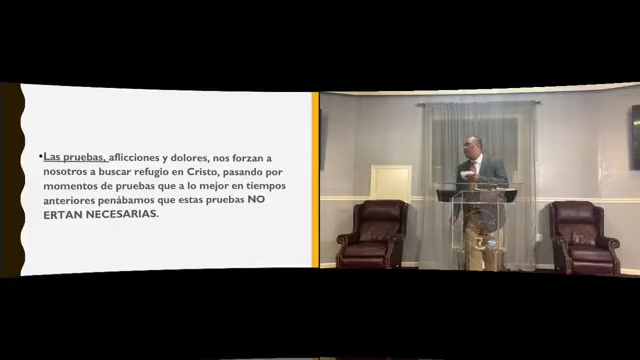 •Las pruebas, aflicciones y dolores, nos forzan a
nosotros a buscar refugio en Cristo, pasando por
momentos de pruebas que a lo mejor en tiempos
anteriores penábamos que estas pruebas NO
ERTAN NECESARIAS.